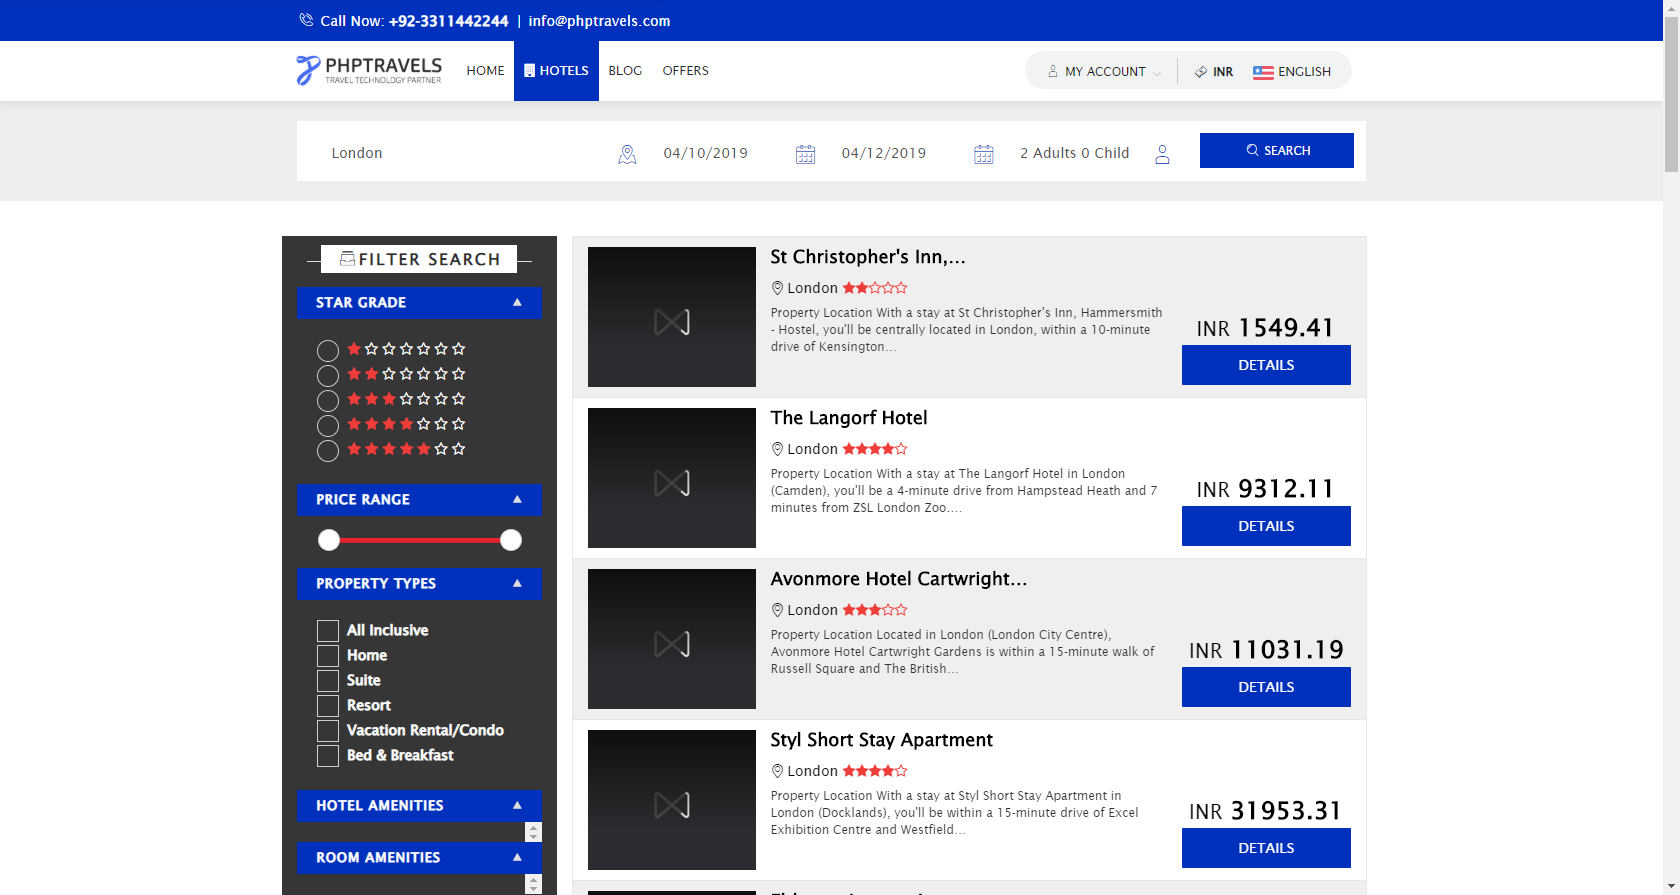 Call Now: +92-3311442244 | info@phptravels.com
PHPTRAVELS
TRAVEL TECHNOLOGY PARTNER
HOME
HOTELS
BLOG
OFFERS
MY ACCOUNT
INR
ENGLISH
London
04/10/2019
04/12/2019
2 Adults 0 Child
SEARCH
FILTER SEARCH
STAR GRADE
PRICE RANGE
PROPERTY TYPES
All Inclusive
Home
Suite
Resort
Vacation Rental/Condo
Bed & Breakfast
HOTEL AMENITIES
ROOM AMENITIES
St Christopher's Inn,...
London
Property Location With a stay at St Christopher's Inn, Hammersmith
- Hostel, you'll be centrally located in London, within a 10-minute
drive of Kensington...
INR 1549.41
DETAILS
The Langorf Hotel
London
Property Location With a stay at The Langorf Hotel in London
(Camden), you'll be a 4-minute drive from Hampstead Heath and 7
minutes from ZSL London Zoo....
INR 9312.11
DETAILS
Avonmore Hotel Cartwright...
London
Property Location Located in London (London City Centre),
Avonmore Hotel Cartwright Gardens is within a 15-minute walk of
Russell Square and The British...
INR 11031.19
DETAILS
Styl Short Stay Apartment
London
Property Location With a stay at Styl Short Stay Apartment in
London (Docklands), you'll be within a 15-minute drive of Excel
Exhibition Centre and Westfield...
INR 31953.31
DETAILS